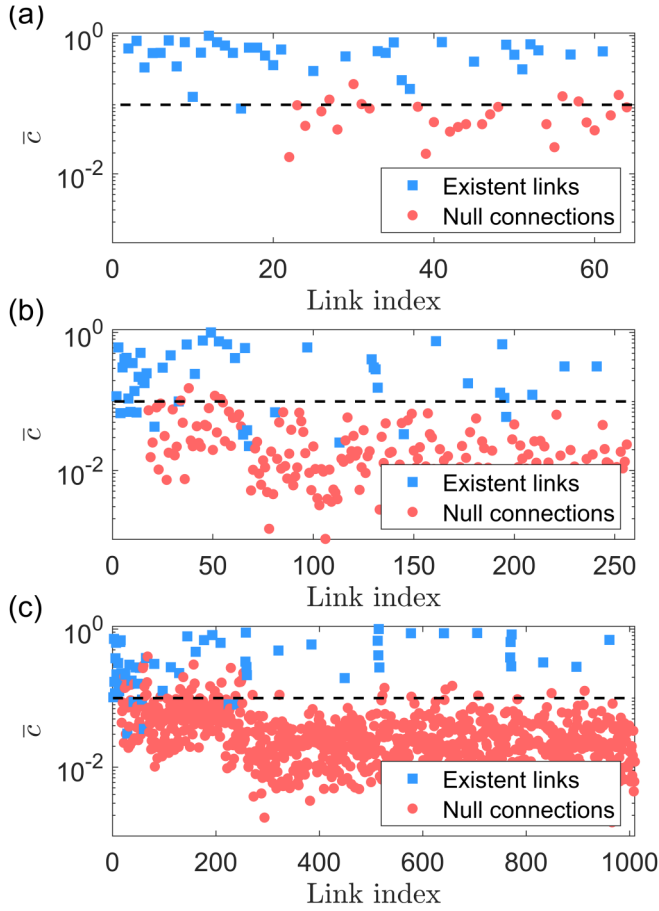 (a)
10^0
10^-2
c̅
Existent links
Null connections
0 20 40 60
Link index
(b)
10^0
10^-2
c̅
Existent links
Null connections
0 50 100 150 200 250
Link index
(c)
10^0
10^-2
c̅
Existent links
Null connections
0 200 400 600 800 1000
Link index